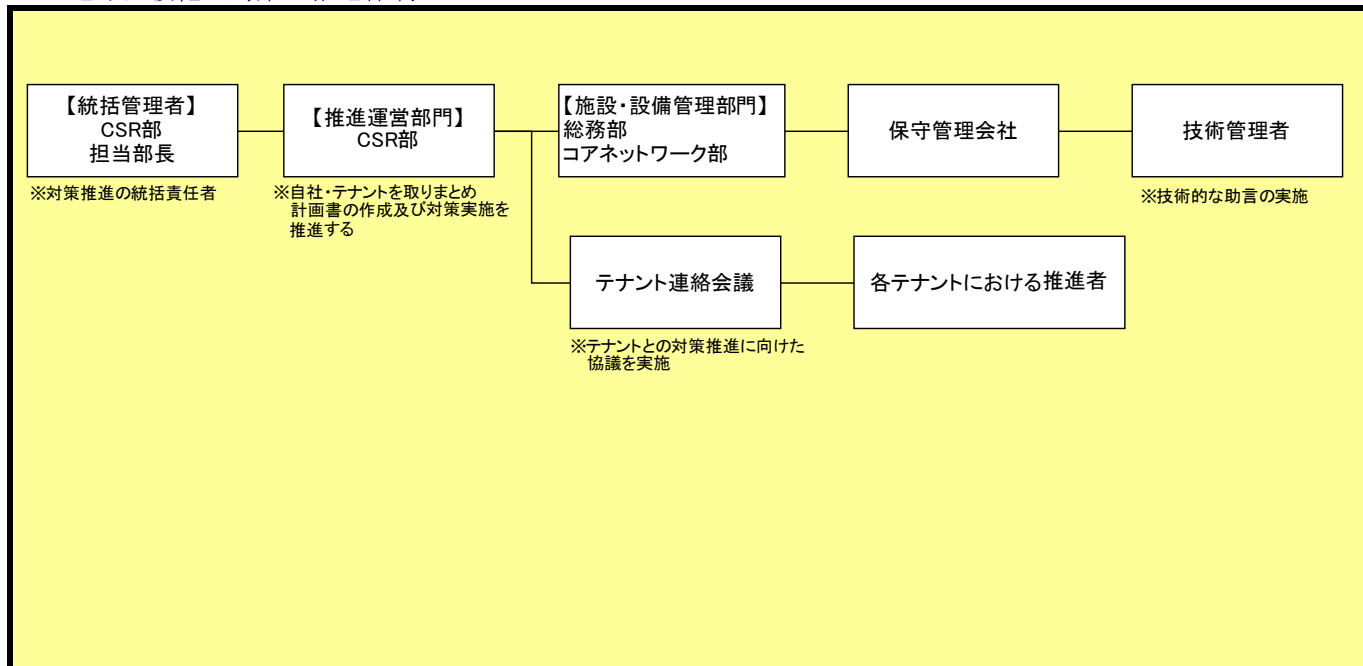 【統括管理者】
CSR部
担当部長
※対策推進の統括責任者
【推進運営部門】
CSR部
※自社・テナントを取りまとめ
計画書の作成及び対策実施を
推進する
【施設・設備管理部門】
総務部
コアネットワーク部
保守管理会社
技術管理者
※技術的な助言の実施
テナント連絡会議
※テナントとの対策推進に向けた
協議を実施
各テナントにおける推進者